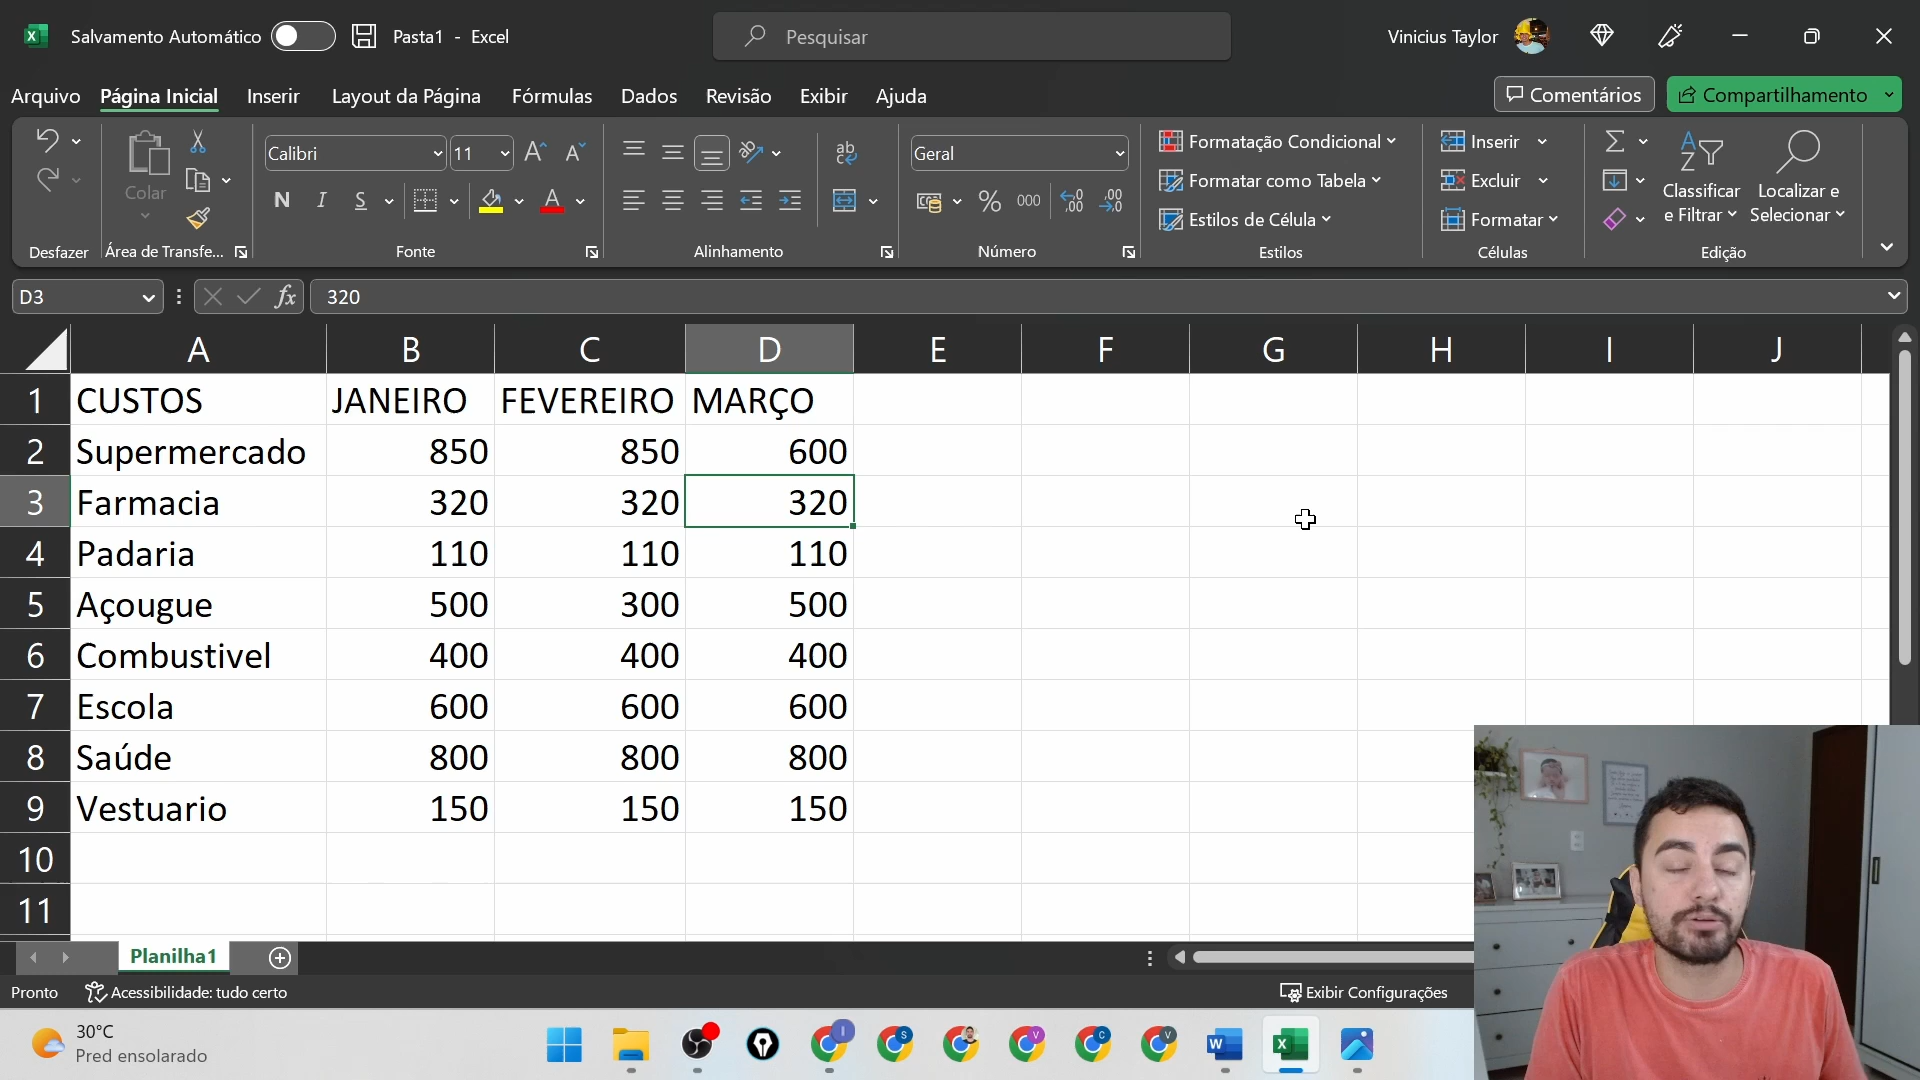 Salvamento Automático
Pasta1 - Excel
Pesquisar
Vinicius Taylor
Arquivo Página Inicial Inserir Layout da Página Fórmulas Dados Revisão Exibir Ajuda
Comentários
Compartilhamento
Colar
Calibri
11
ab
Geral
Formatação Condicional
Formatar como Tabela
Estilos de Célula
Inserir
Excluir
Formatar
Classificar
e Filtrar
Localizar e
Selecionar
N I S
% 000
Desfazer
Área de Transfe...
Fonte
Alinhamento
Número
Estilos
Células
Edição
D3
fx
320
A B C D E F G H I J
1 CUSTOS JANEIRO FEVEREIRO MARÇO
2 Supermercado 850 850 600
3 Farmacia 320 320 320
4 Padaria 110 110 110
5 Açougue 500 300 500
6 Combustivel 400 400 400
7 Escola 600 600 600
8 Saúde 800 800 800
9 Vestuario 150 150 150
10
11
Planilha1
Pronto
Acessibilidade: tudo certo
Exibir Configurações
30°C
Pred ensolarado